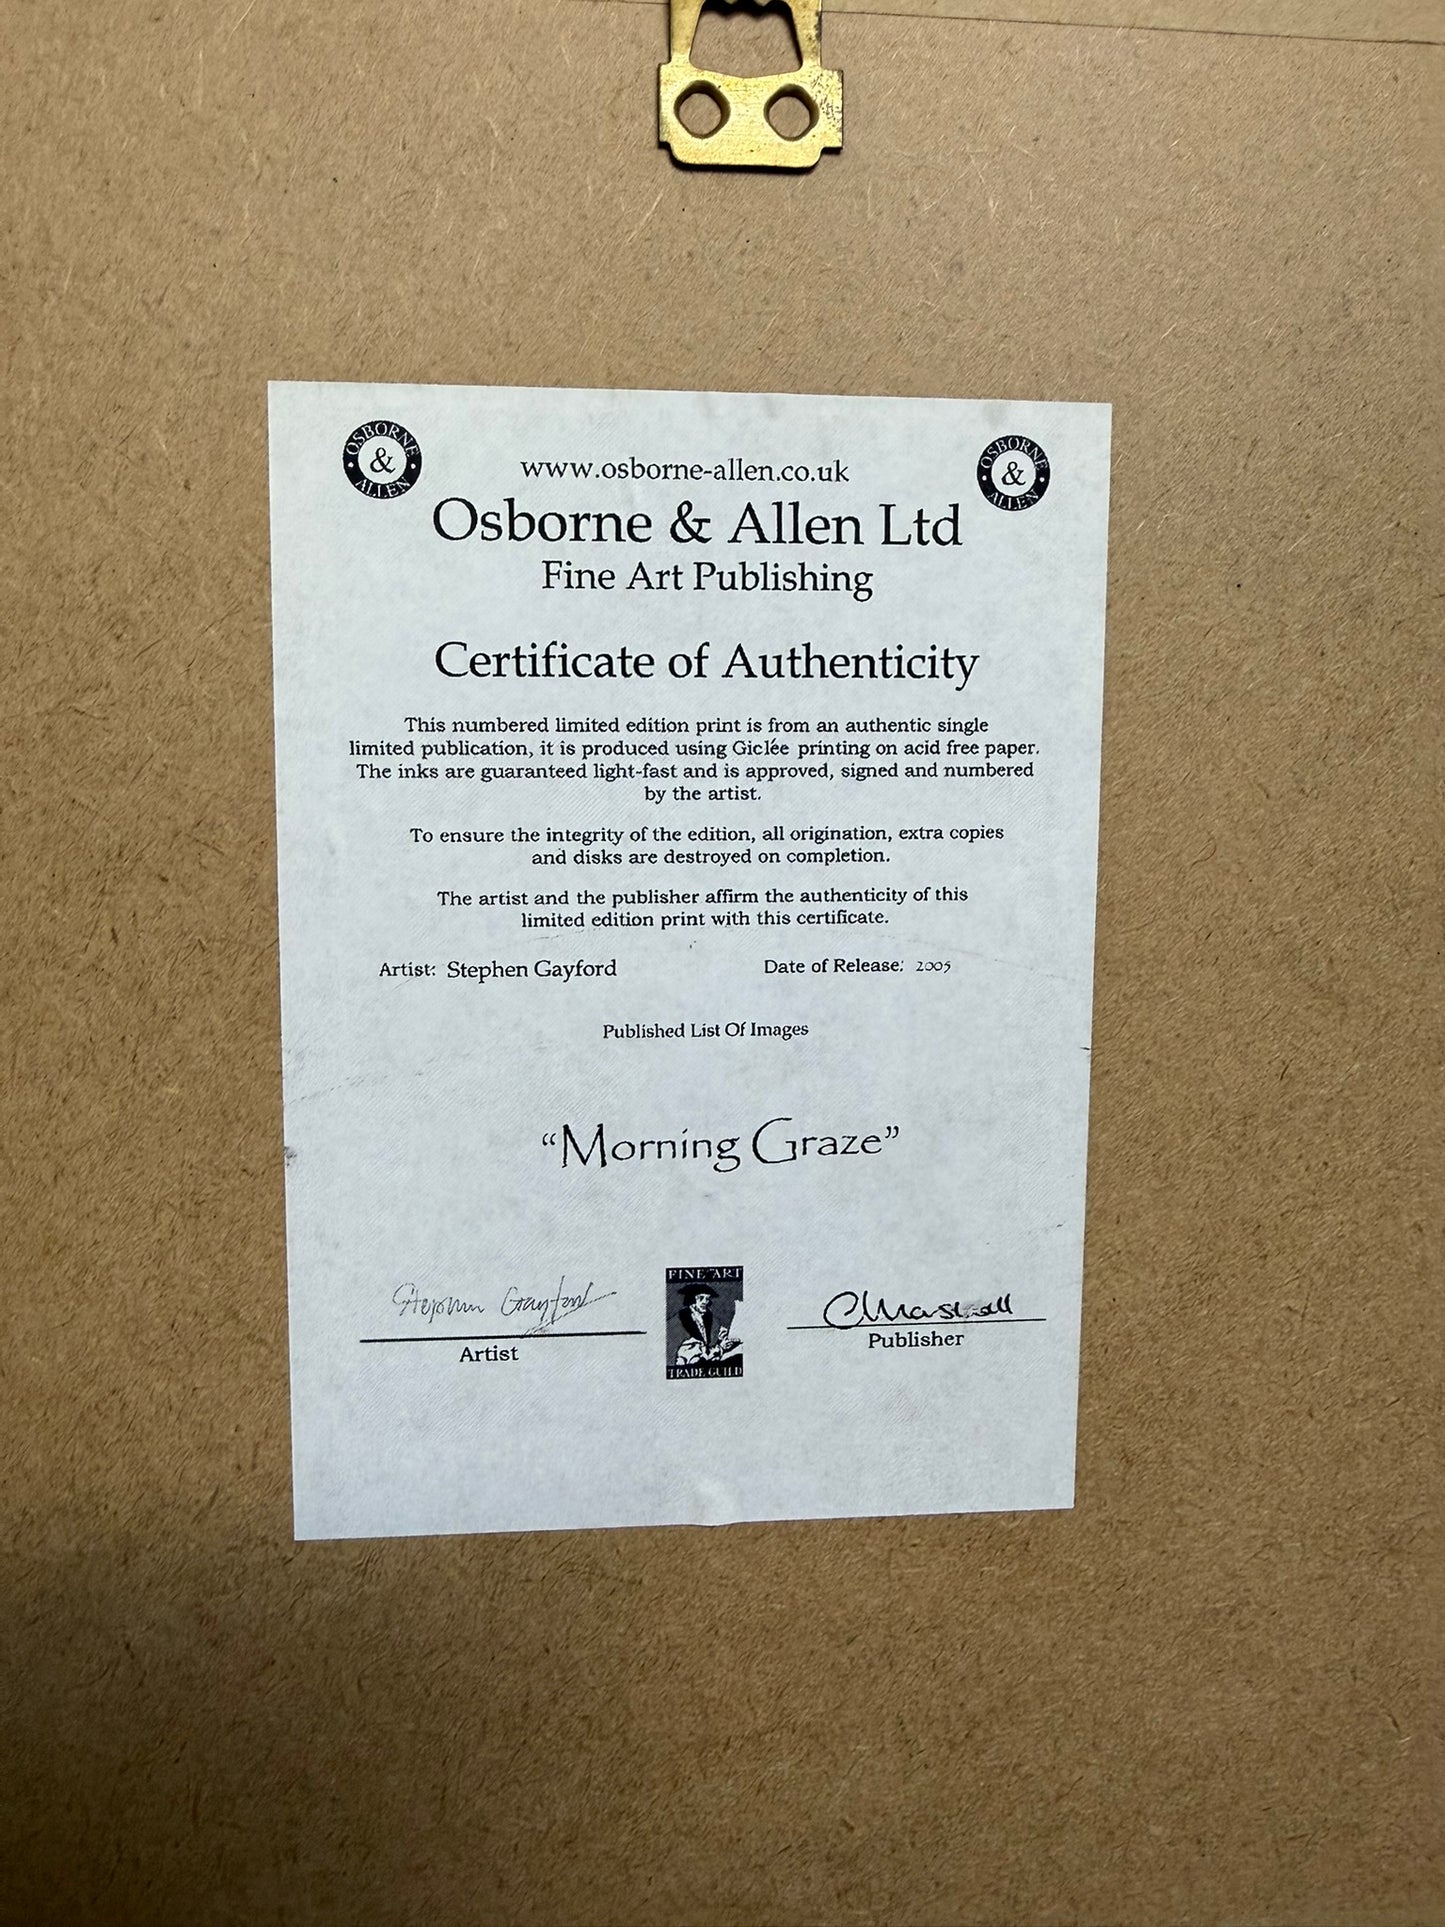 OSBORNE & ALLEN
OSBORNE & ALLEN
www.osborne-allen.co.uk
Osborne & Allen Ltd
Fine Art Publishing
Certificate of Authenticity
This numbered limited edition print is from an authentic single
limited publication, it is produced using Giclée printing on acid free paper.
The inks are guaranteed light-fast and is approved, signed and numbered
by the artist.
To ensure the integrity of the edition, all origination, extra copies
and disks are destroyed on completion.
The artist and the publisher affirm the authenticity of this
limited edition print with this certificate.
Artist: Stephen Gayford Date of Release: 2005
Published List Of Images
“Morning Graze”
FINE ART
Stephen Gayford CMarshall
Artist Publisher
TRADE GUILD